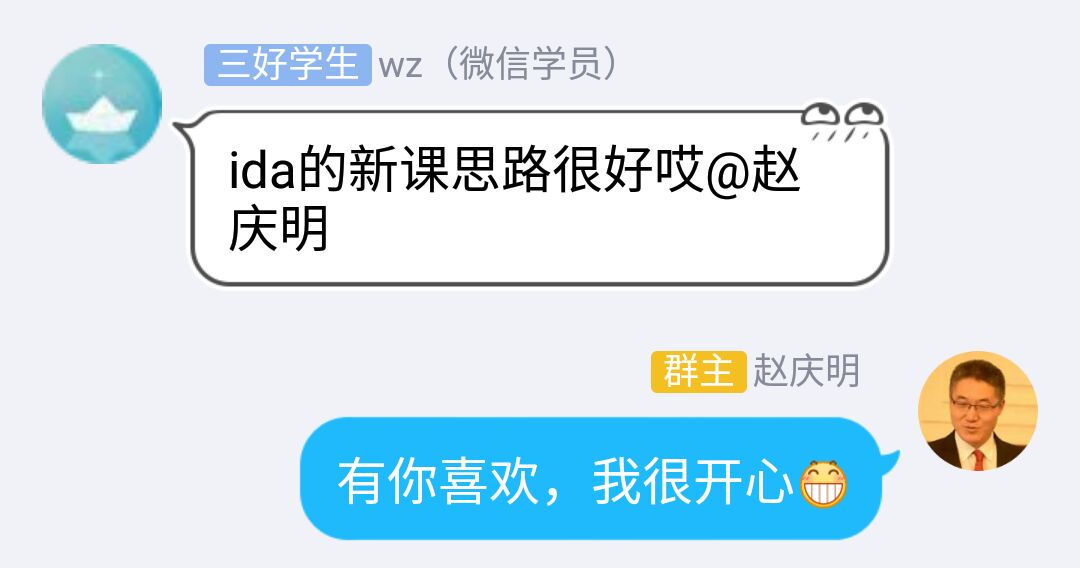 三好学生 wz（微信学员）
ida的新课思路很好哎@赵
庆明
群主 赵庆明
有你喜欢，我很开心😁